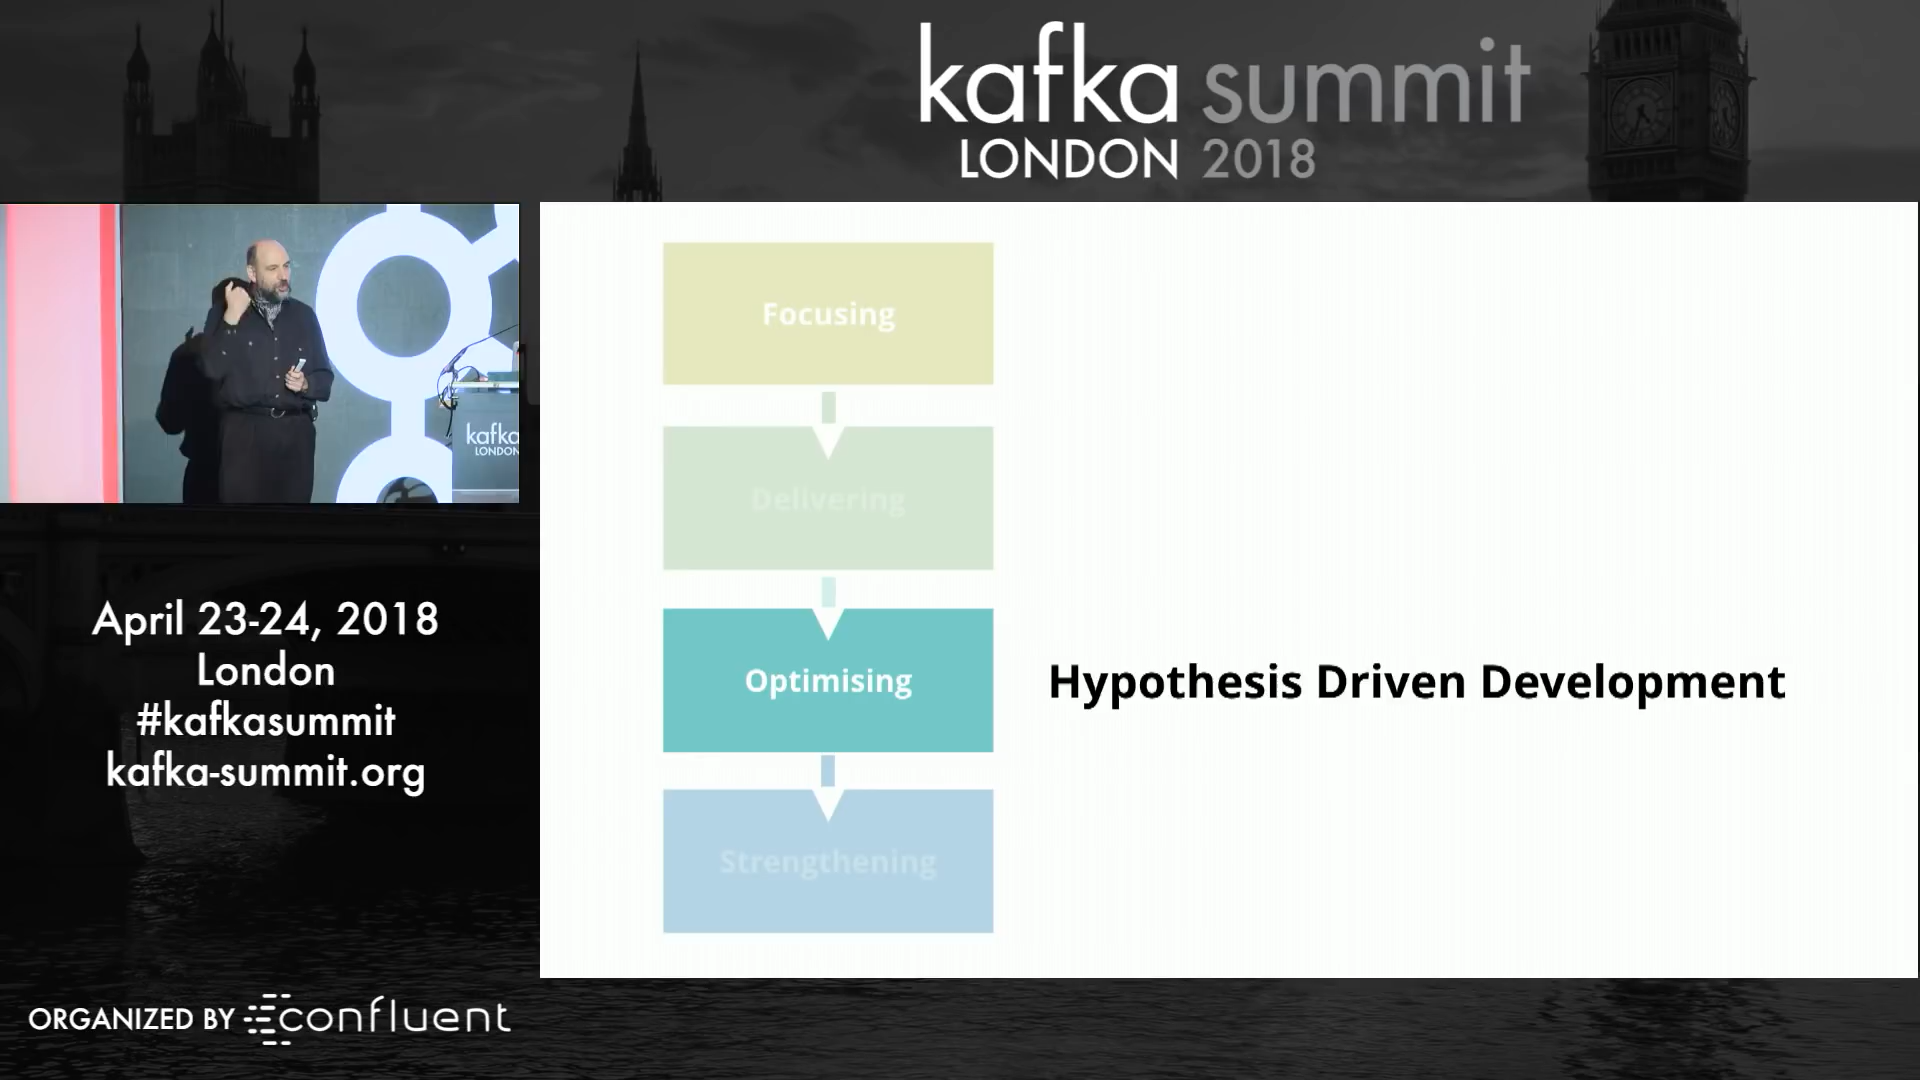 kafka summit
LONDON 2018
kafka
LONDON
April 23-24, 2018
London
#kafkasummit
kafka-summit.org
ORGANIZED BY confluent
Focusing
Delivering
Optimising
Hypothesis Driven Development
Strengthening